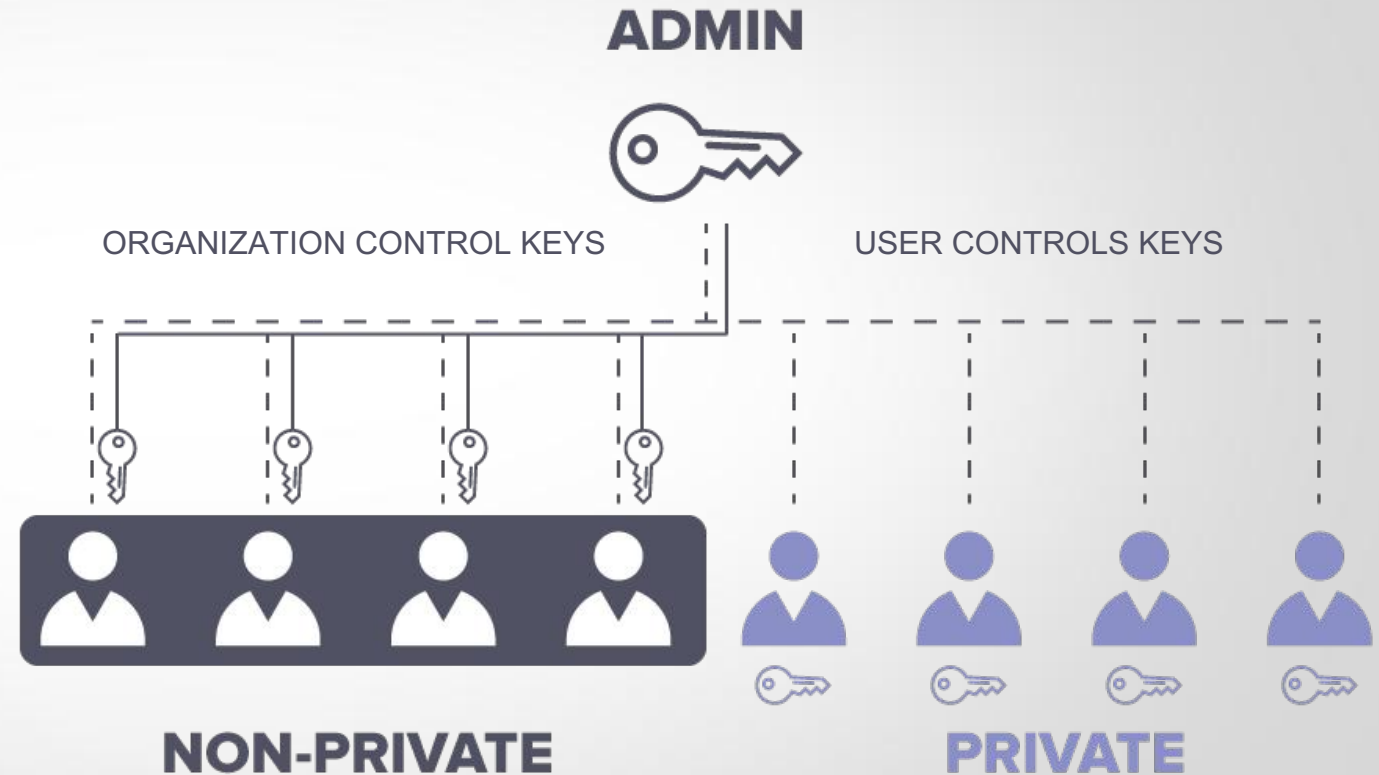 ADMIN
ORGANIZATION CONTROL KEYS
USER CONTROLS KEYS
NON-PRIVATE
PRIVATE